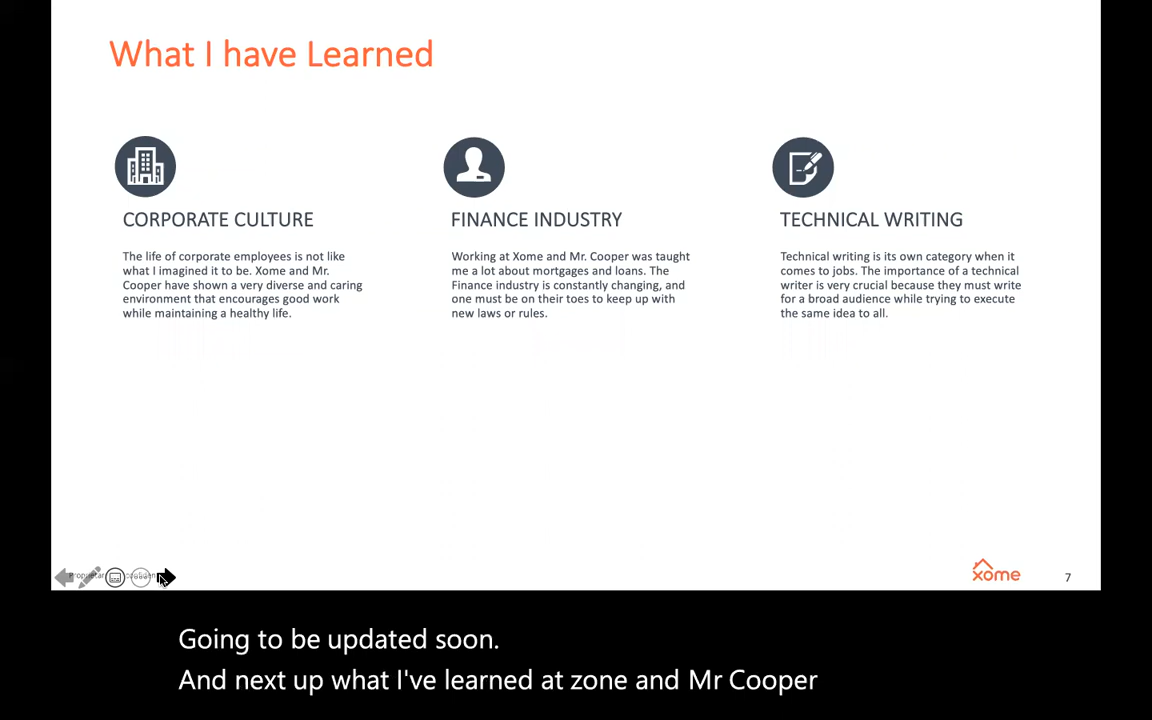 What I have Learned
CORPORATE CULTURE
The life of corporate employees is not like
what I imagined it to be. Xome and Mr.
Cooper have shown a very diverse and caring
environment that encourages good work
while maintaining a healthy life.
FINANCE INDUSTRY
Working at Xome and Mr. Cooper was taught
me a lot about mortgages and loans. The
Finance industry is constantly changing, and
one must be on their toes to keep up with
new laws or rules.
TECHNICAL WRITING
Technical writing is its own category when it
comes to jobs. The importance of a technical
writer is very crucial because they must write
for a broad audience while trying to execute
the same idea to all.
xome
7
Going to be updated soon.
And next up what I've learned at zone and Mr Cooper